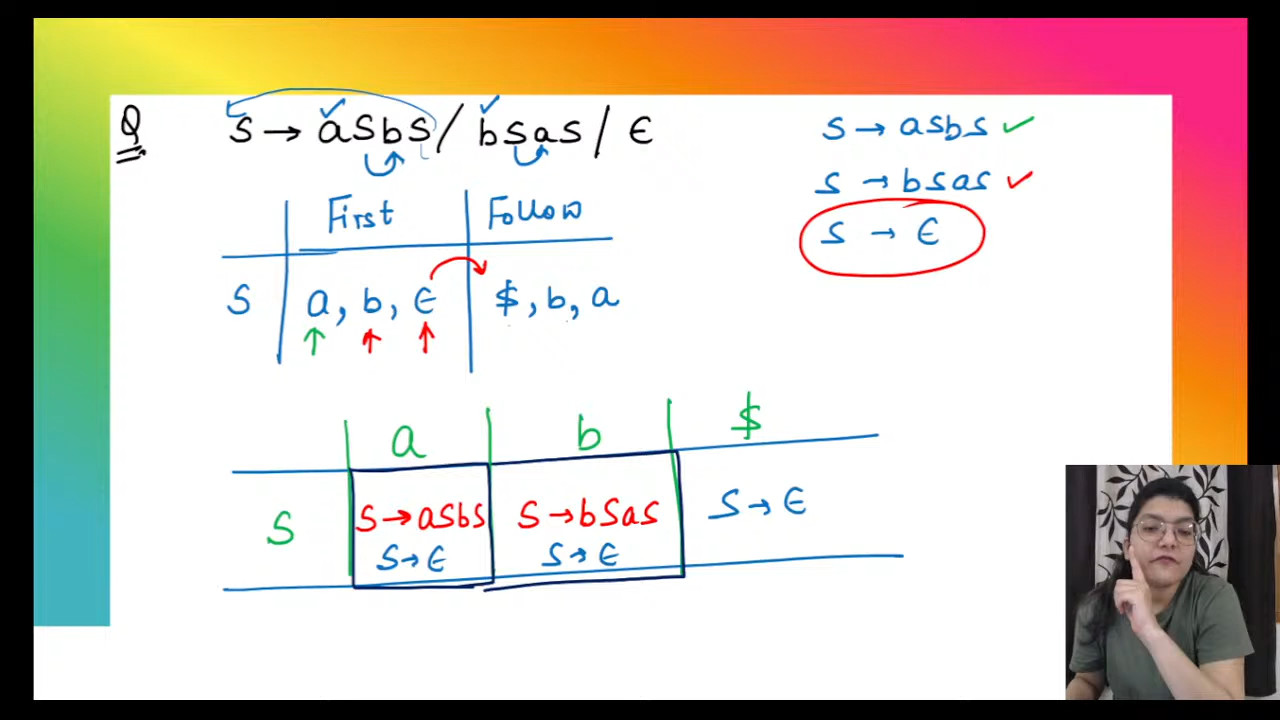 Q S → aSbS / bSas / ϵ
S → aSbS ✓
S → bSas ✓
S → ϵ
First Follow
S a, b, ϵ $, b, a
a b $
S S→aSbS S→bSas S→ϵ
S→ϵ S→ϵ